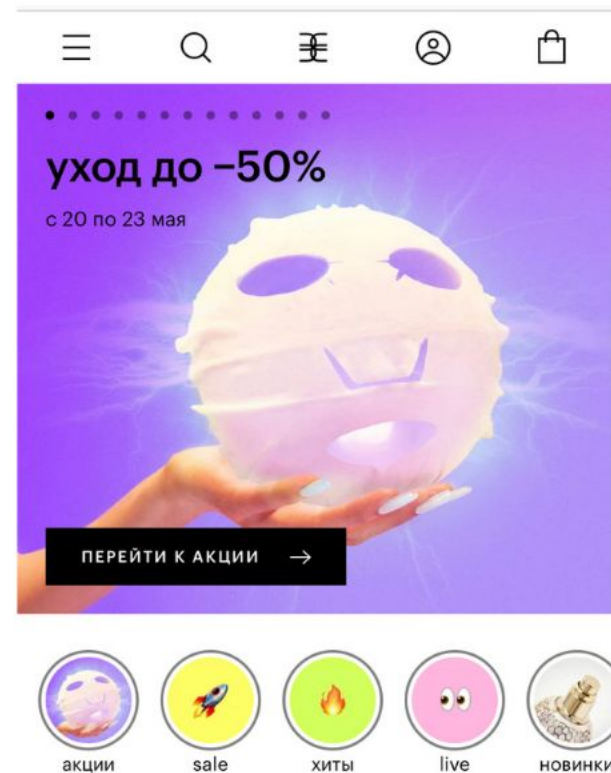 уход до −50%
с 20 по 23 мая
ПЕРЕЙТИ К АКЦИИ →
акции
sale
хиты
live
новинки